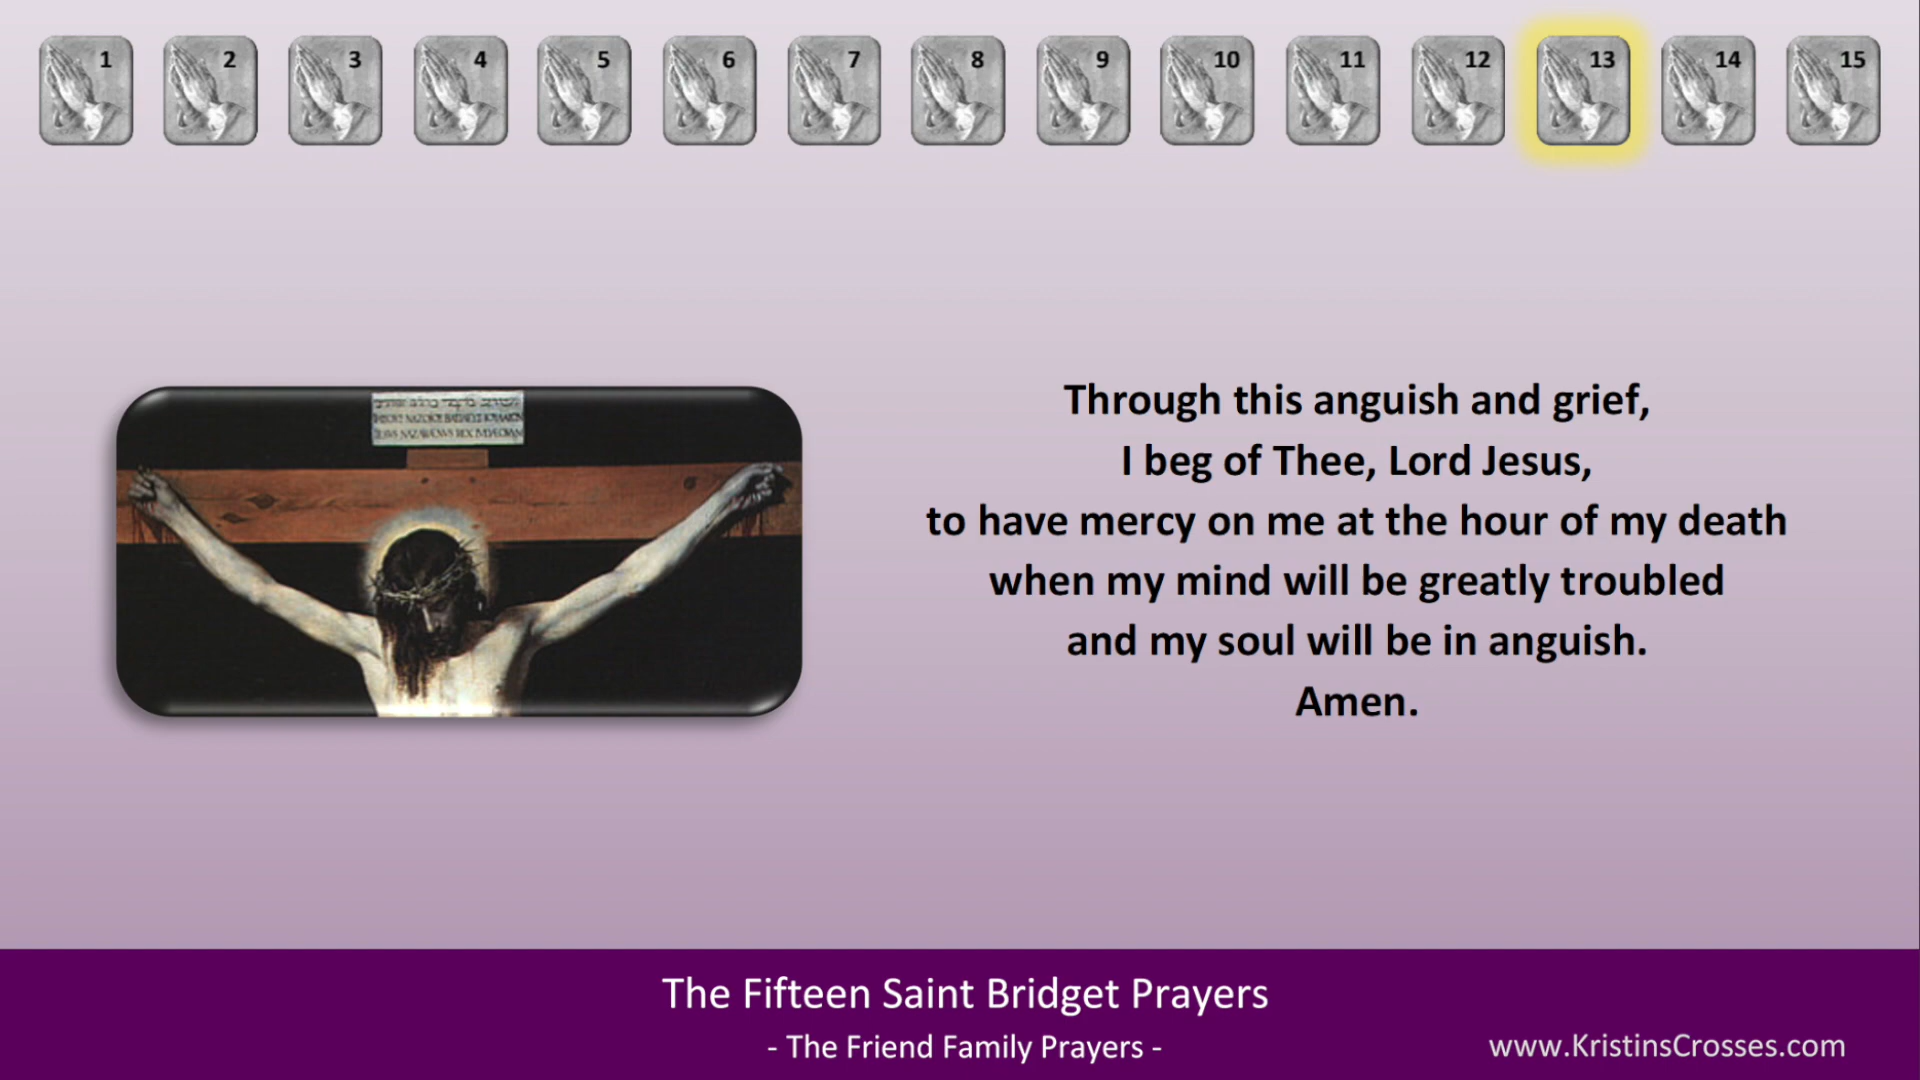 1 2 3 4 5 6 7 8 9 10 11 12 13 14 15
Through this anguish and grief,
I beg of Thee, Lord Jesus,
to have mercy on me at the hour of my death
when my mind will be greatly troubled
and my soul will be in anguish.
Amen.
The Fifteen Saint Bridget Prayers
- The Friend Family Prayers -
www.KristinsCrosses.com